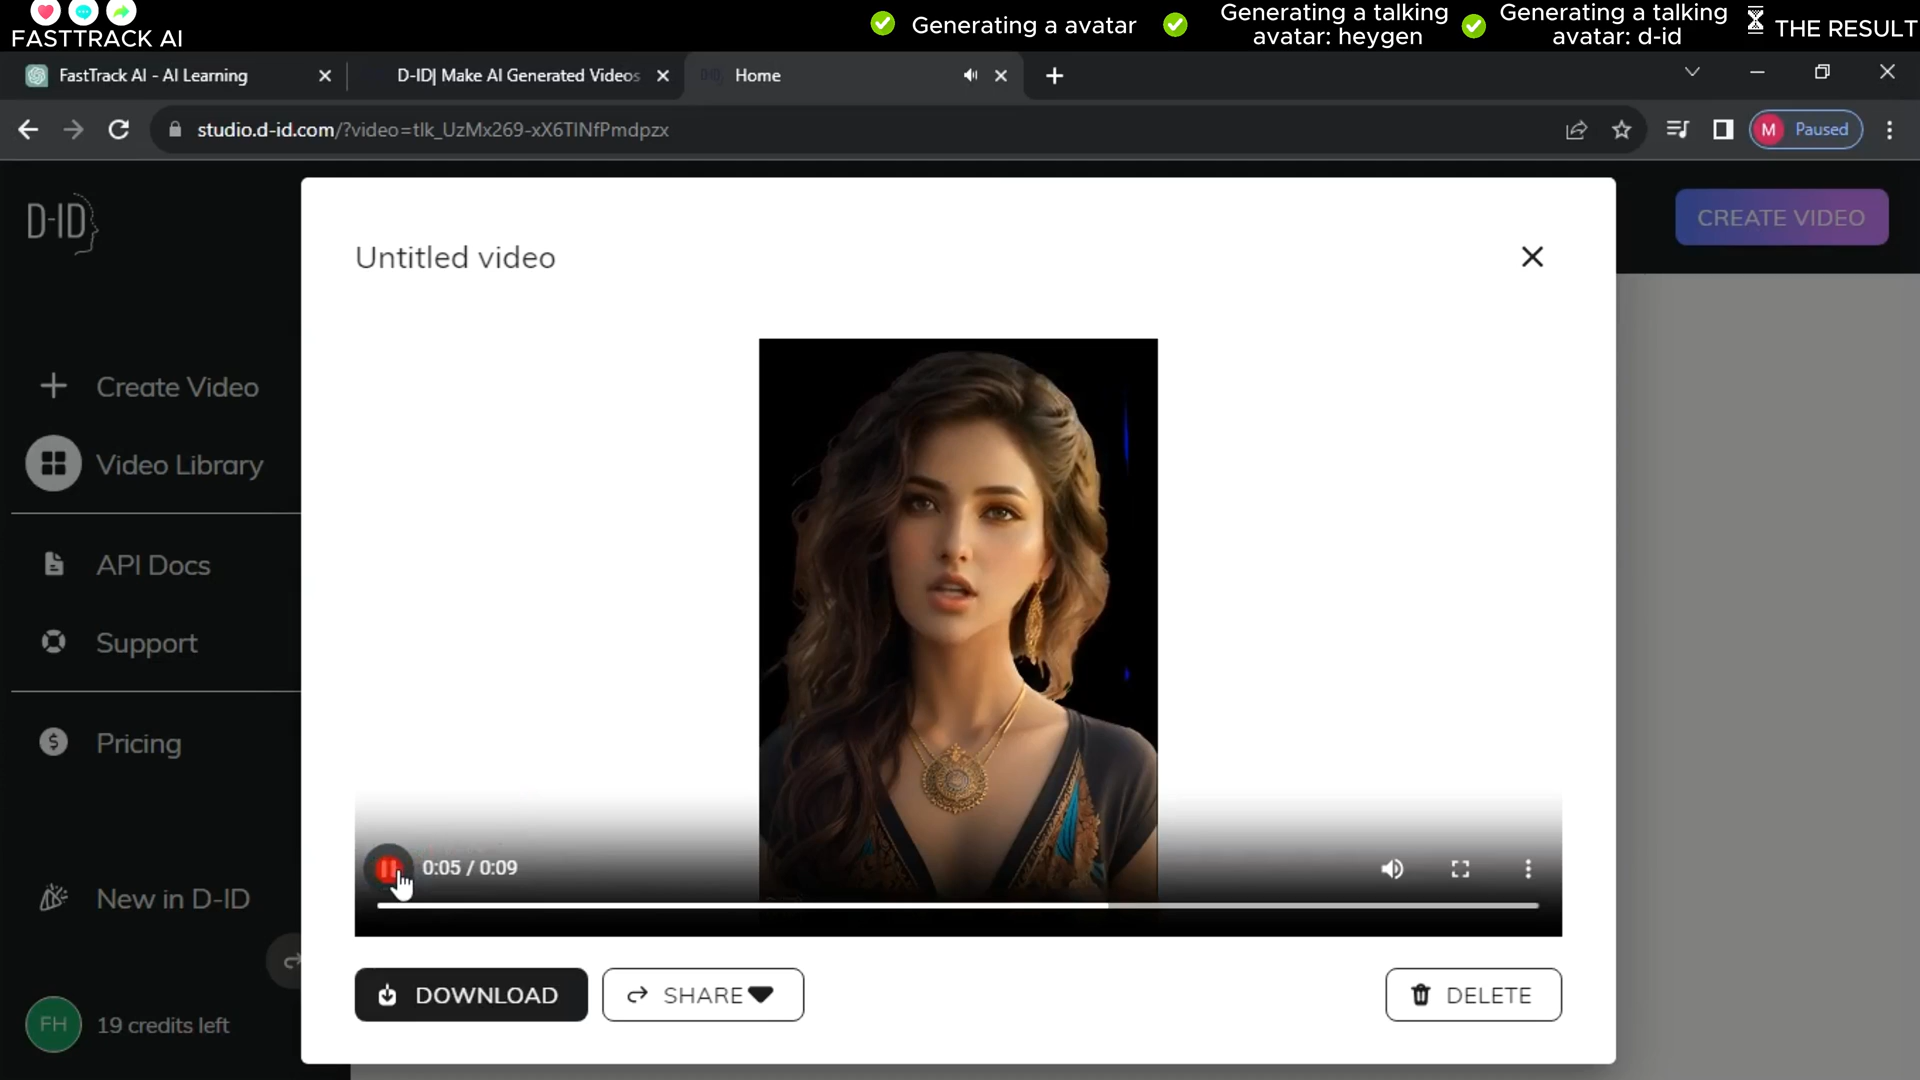 FASTTRACK AI
Generating a avatar
Generating a talking
avatar: heygen
Generating a talking
avatar: d-id
THE RESULT
FastTrack AI - AI Learning
D-ID| Make AI Generated Videos
Home
studio.d-id.com/?video=tlk_UzMx269-xX6TlNfPmdpzx
M
Paused
D-ID
CREATE VIDEO
Untitled video
Create Video
Video Library
API Docs
Support
Pricing
New in D-ID
0:05 / 0:09
DOWNLOAD
SHARE
DELETE
FH
19 credits left